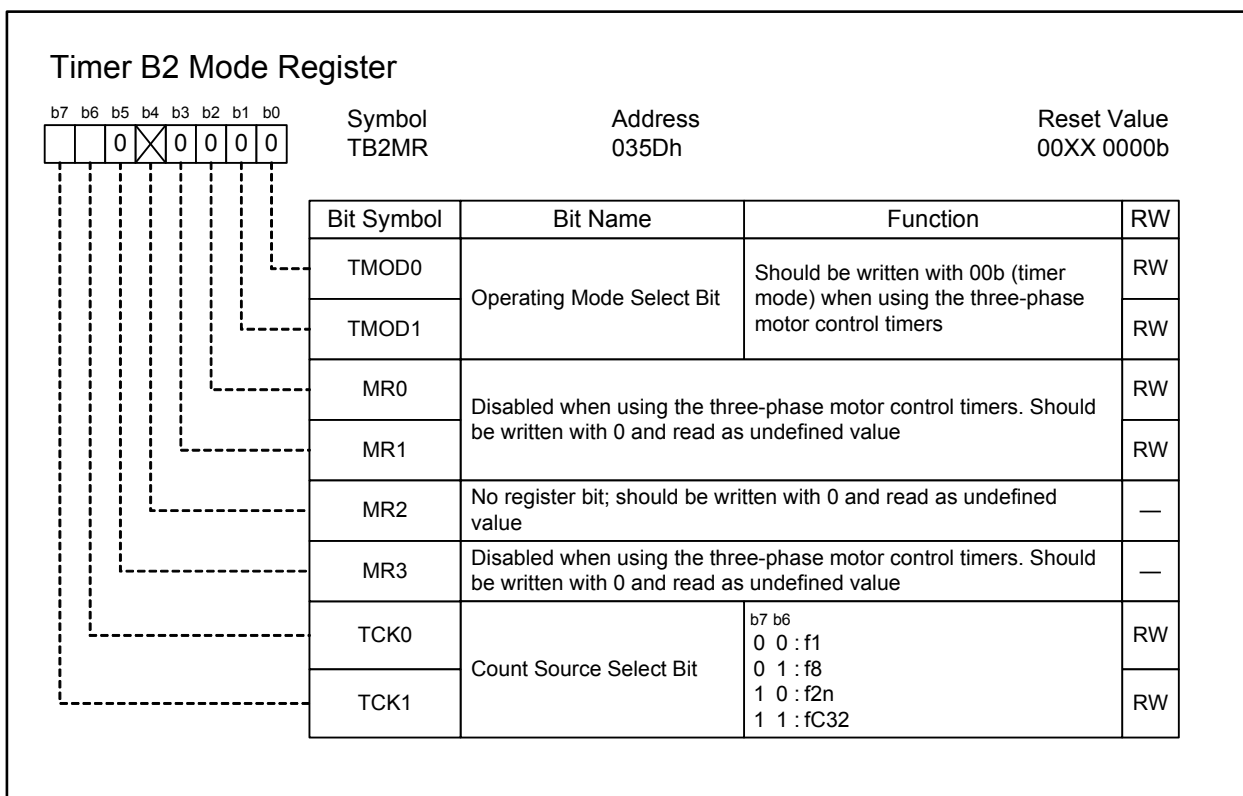 Timer B2 Mode Register
b7 b6 b5 b4 b3 b2 b1 b0
0 0 0 0 0
Symbol Address Reset Value
TB2MR 035Dh 00XX 0000b
Bit Symbol Bit Name Function RW
TMOD0 RW
Operating Mode Select Bit
Should be written with 00b (timer
mode) when using the three-phase
motor control timers
TMOD1 RW
MR0 RW
Disabled when using the three-phase motor control timers. Should
be written with 0 and read as undefined value
MR1 RW
MR2
No register bit; should be written with 0 and read as undefined
value
—
MR3
Disabled when using the three-phase motor control timers. Should
be written with 0 and read as undefined value
—
TCK0 RW
Count Source Select Bit
b7 b6
0 0 : f1
0 1 : f8
1 0 : f2n
1 1 : fC32
TCK1 RW